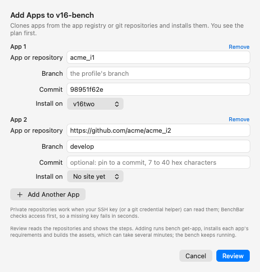 Add Apps to v16-bench
Clones apps from the app registry or git repositories and installs them. You see the
plan first.
App 1
Remove
App or repository
acme_i1
Branch
the profile's branch
Commit
98951f62e
Install on
v16two
App 2
Remove
App or repository
https://github.com/acme/acme_i2
Branch
develop
Commit
optional: pin to a commit, 7 to 40 hex characters
Install on
No site yet
+ Add Another App
Private repositories work when your SSH key (or a git credential helper) can read them; BenchBar
checks access first, so a missing key fails in seconds.
Review reads the repositories and shows the steps. Adding runs bench get-app, installs each app's
requirements and builds the assets, which can take several minutes; the bench keeps running.
Cancel
Review